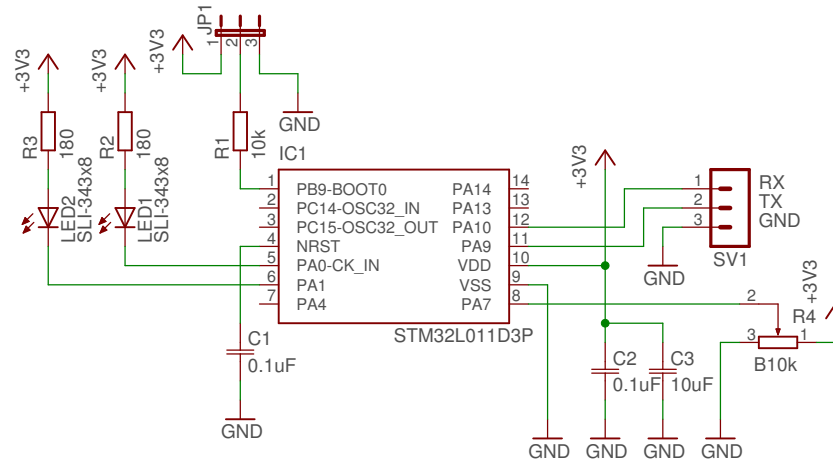 JP1
1
2
3
+3V3
GND
+3V3
+3V3
R3
180
R2
180
R1
10k
LED2
SLI-343x8
LED1
SLI-343x8
IC1
1 PB9-BOOT0 PA14 14
2 PC14-OSC32_IN PA13 13
3 PC15-OSC32_OUT PA10 12
4 NRST PA9 11
5 PA0-CK_IN VDD 10
6 PA1 VSS 9
7 PA4 PA7 8
STM32L011D3P
+3V3
1 RX
2 TX
3 GND
SV1
GND
+3V3
R4
2
3
1
B10k
C1
0.1uF
C2
0.1uF
C3
10uF
GND
GND
GND
GND
GND